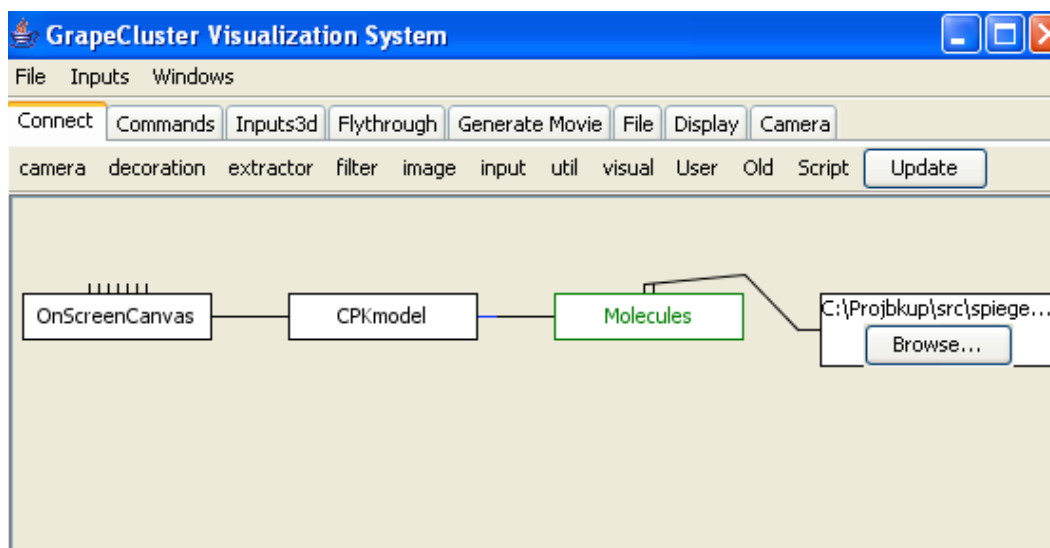 GrapeCluster Visualization System
File Inputs Windows
Connect Commands Inputs3d Flythrough Generate Movie File Display Camera
camera decoration extractor filter image input util visual User Old Script Update
OnScreenCanvas CPKmodel Molecules C:\Projbkup\src\spiege...
Browse...